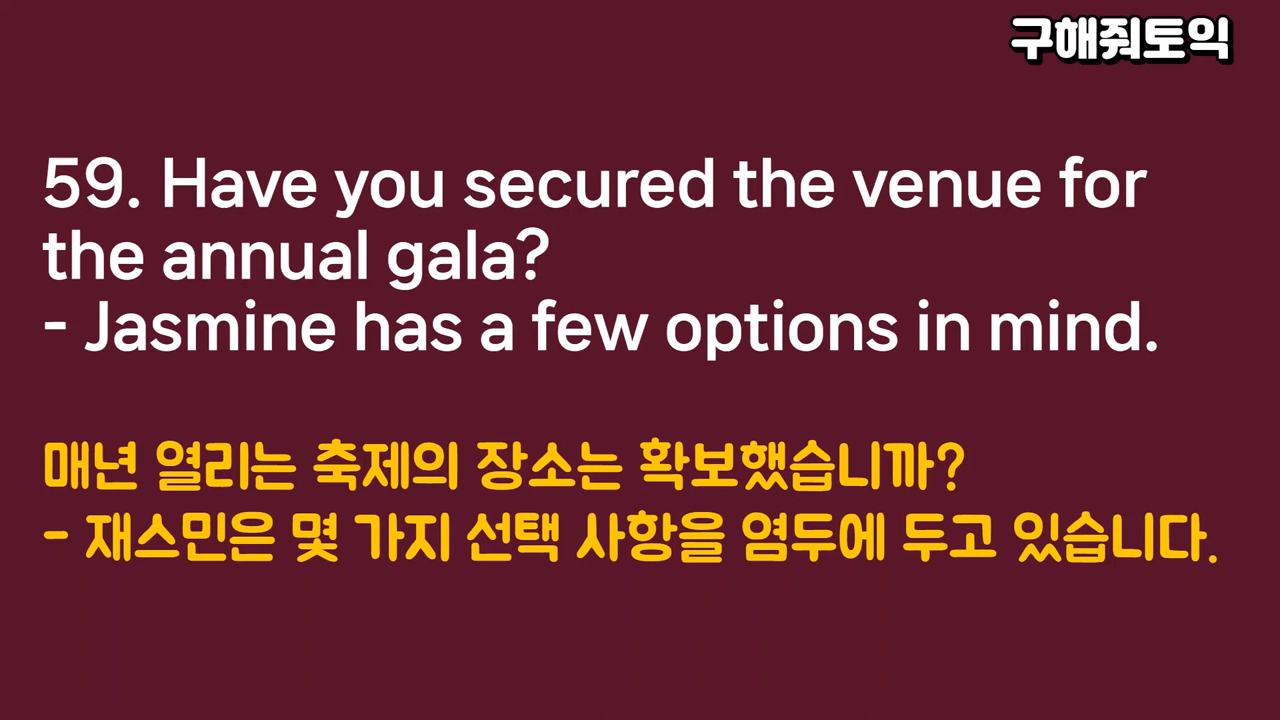 구해줘토익
59. Have you secured the venue for
the annual gala?
- Jasmine has a few options in mind.
매년 열리는 축제의 장소는 확보했습니까?
- 재스민은 몇 가지 선택 사항을 염두에 두고 있습니다.